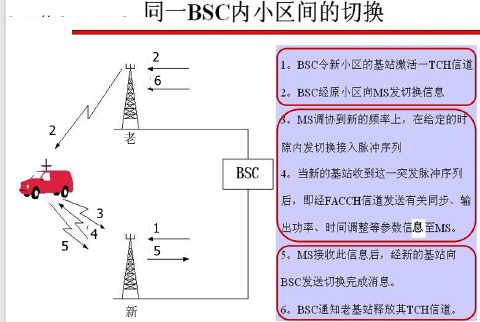 同一BSC内小区间的切换
2
6
2
老
BSC
3
4
5
1
5
新
1。BSC令新小区的基站激活一TCH信道
2。BSC经原小区向MS发切换信息
3。MS调协到新的频率上，在给定的时
隙内发切换接入脉冲序列
4。当新的基站收到这一突发脉冲序列
后，即经FACCH信道发送有关同步、输
出功率、时间调整等参数信息至MS。
5。MS接收此信息后，经新的基站向
BSC发送切换完成消息。
6。BSC通知老基站释放其TCH信道。